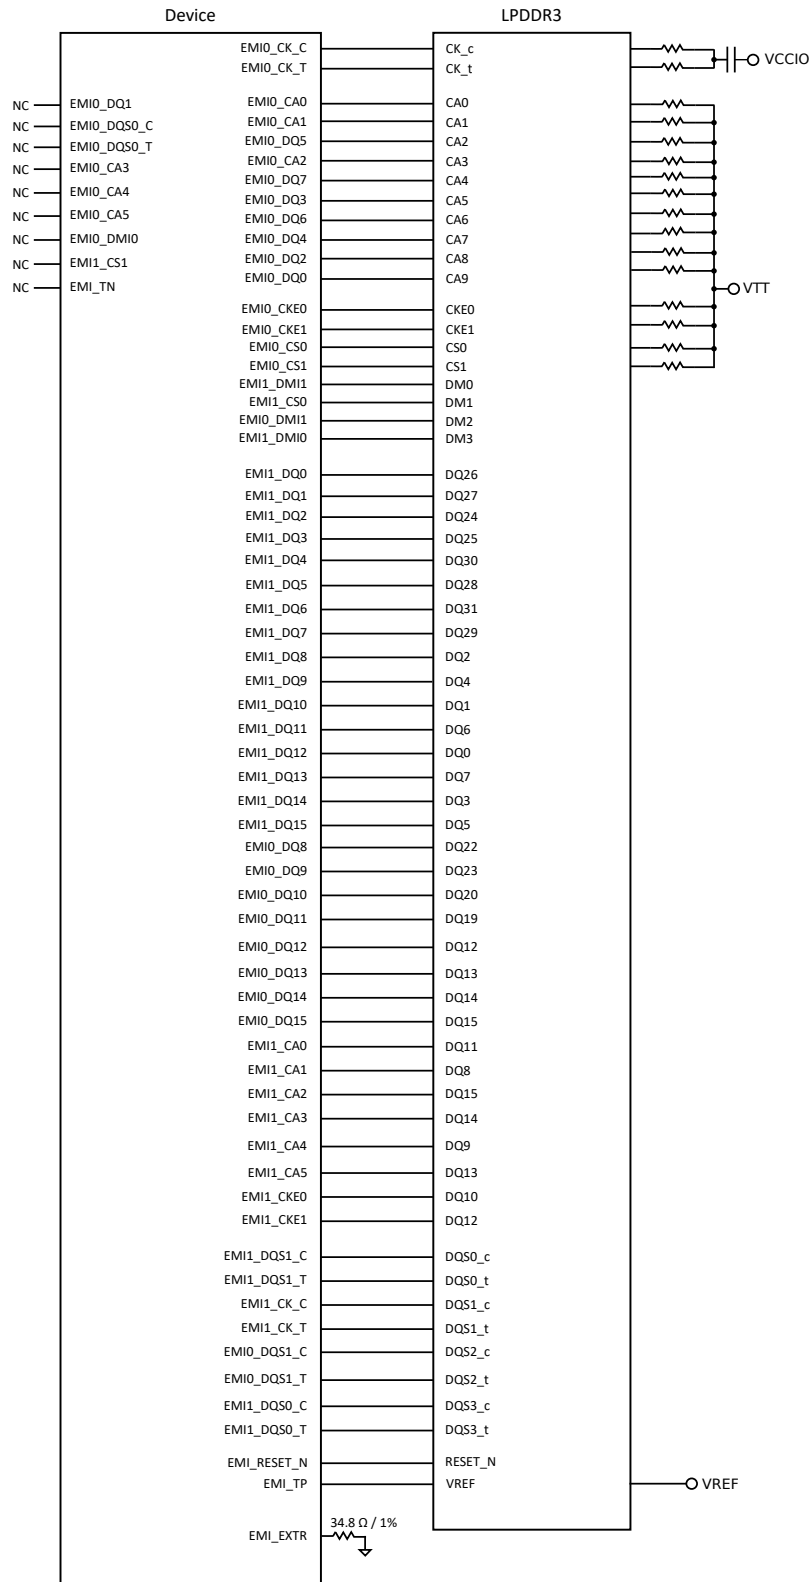 Device LPDDR3
EMI0_CK_C CK_c
EMI0_CK_T CK_t
VCCIO
NC EMI0_DQ1
NC EMI0_DQS0_C
NC EMI0_DQS0_T
NC EMI0_CA3
NC EMI0_CA4
NC EMI0_CA5
NC EMI0_DMI0
NC EMI1_CS1
NC EMI_TN
EMI0_CA0 CA0
EMI0_CA1 CA1
EMI0_DQ5 CA2
EMI0_CA2 CA3
EMI0_DQ7 CA4
EMI0_DQ3 CA5
EMI0_DQ6 CA6
EMI0_DQ4 CA7
EMI0_DQ2 CA8
EMI0_DQ0 CA9
VTT
EMI0_CKE0 CKE0
EMI0_CKE1 CKE1
EMI0_CS0 CS0
EMI0_CS1 CS1
EMI1_DMI1 DM0
EMI1_CS0 DM1
EMI0_DMI1 DM2
EMI1_DMI0 DM3
EMI1_DQ0 DQ26
EMI1_DQ1 DQ27
EMI1_DQ2 DQ24
EMI1_DQ3 DQ25
EMI1_DQ4 DQ30
EMI1_DQ5 DQ28
EMI1_DQ6 DQ31
EMI1_DQ7 DQ29
EMI1_DQ8 DQ2
EMI1_DQ9 DQ4
EMI1_DQ10 DQ1
EMI1_DQ11 DQ6
EMI1_DQ12 DQ0
EMI1_DQ13 DQ7
EMI1_DQ14 DQ3
EMI1_DQ15 DQ5
EMI0_DQ8 DQ22
EMI0_DQ9 DQ23
EMI0_DQ10 DQ20
EMI0_DQ11 DQ19
EMI0_DQ12 DQ12
EMI0_DQ13 DQ13
EMI0_DQ14 DQ14
EMI0_DQ15 DQ15
EMI1_CA0 DQ11
EMI1_CA1 DQ8
EMI1_CA2 DQ15
EMI1_CA3 DQ14
EMI1_CA4 DQ9
EMI1_CA5 DQ13
EMI1_CKE0 DQ10
EMI1_CKE1 DQ12
EMI1_DQS1_C DQS0_c
EMI1_DQS1_T DQS0_t
EMI1_CK_C DQS1_c
EMI1_CK_T DQS1_t
EMI0_DQS1_C DQS2_c
EMI0_DQS1_T DQS2_t
EMI1_DQS0_C DQS3_c
EMI1_DQS0_T DQS3_t
EMI_RESET_N RESET_N
EMI_TP VREF VREF
34.8 Ω / 1%
EMI_EXTR